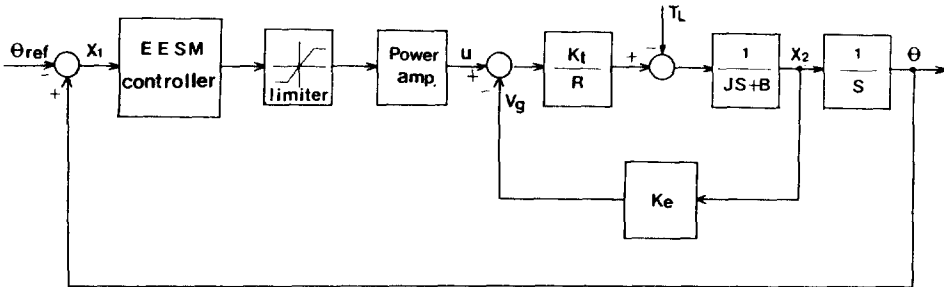 θref
−
+
X₁
EESM
controller
limiter
Power
amp.
u
+
−
Vg
Kt
R
+
−
TL
1
JS+B
X₂
1
S
θ
Ke